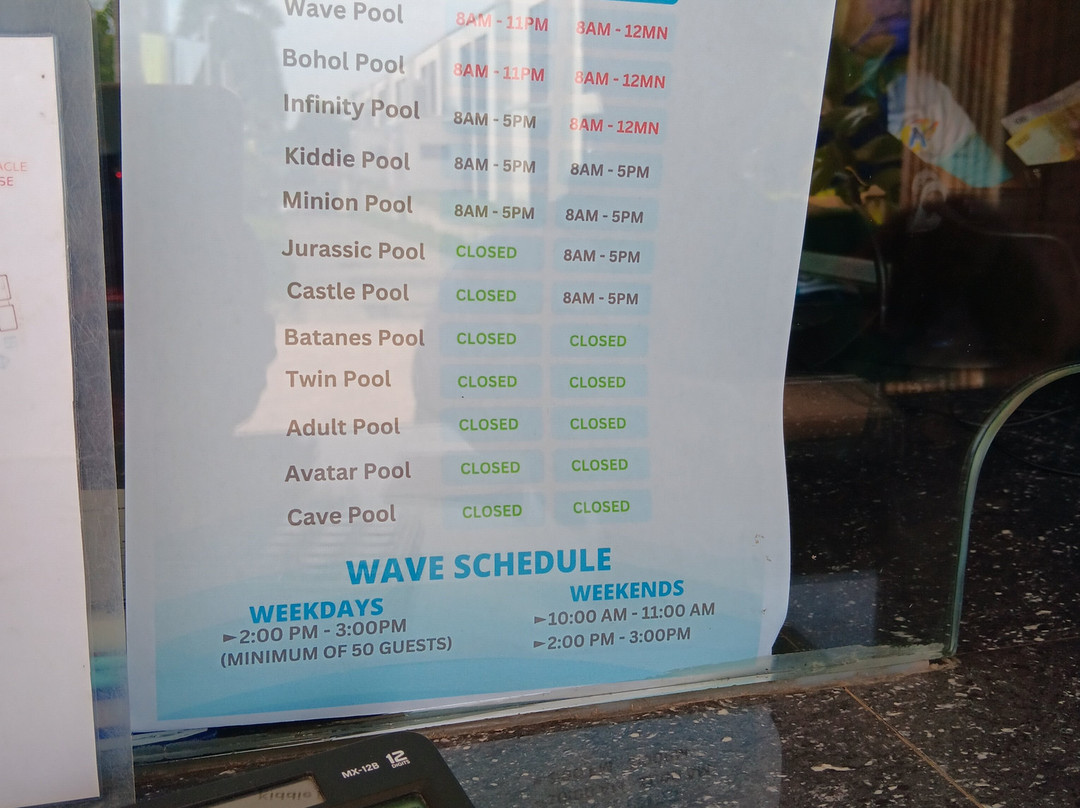 ACLE
SE
Wave Pool 8AM - 11PM 8AM - 12MN
Bohol Pool 8AM - 11PM 8AM - 12MN
Infinity Pool 8AM - 5PM 8AM - 12MN
Kiddie Pool 8AM - 5PM 8AM - 5PM
Minion Pool 8AM - 5PM 8AM - 5PM
Jurassic Pool CLOSED 8AM - 5PM
Castle Pool CLOSED 8AM - 5PM
Batanes Pool CLOSED CLOSED
Twin Pool CLOSED CLOSED
Adult Pool CLOSED CLOSED
Avatar Pool CLOSED CLOSED
Cave Pool CLOSED CLOSED
WAVE SCHEDULE
WEEKDAYS
➢2:00 PM - 3:00PM
(MINIMUM OF 50 GUESTS)
WEEKENDS
➢10:00 AM - 11:00 AM
➢2:00 PM - 3:00PM
MX-12B 12
DIGITS
kiddie